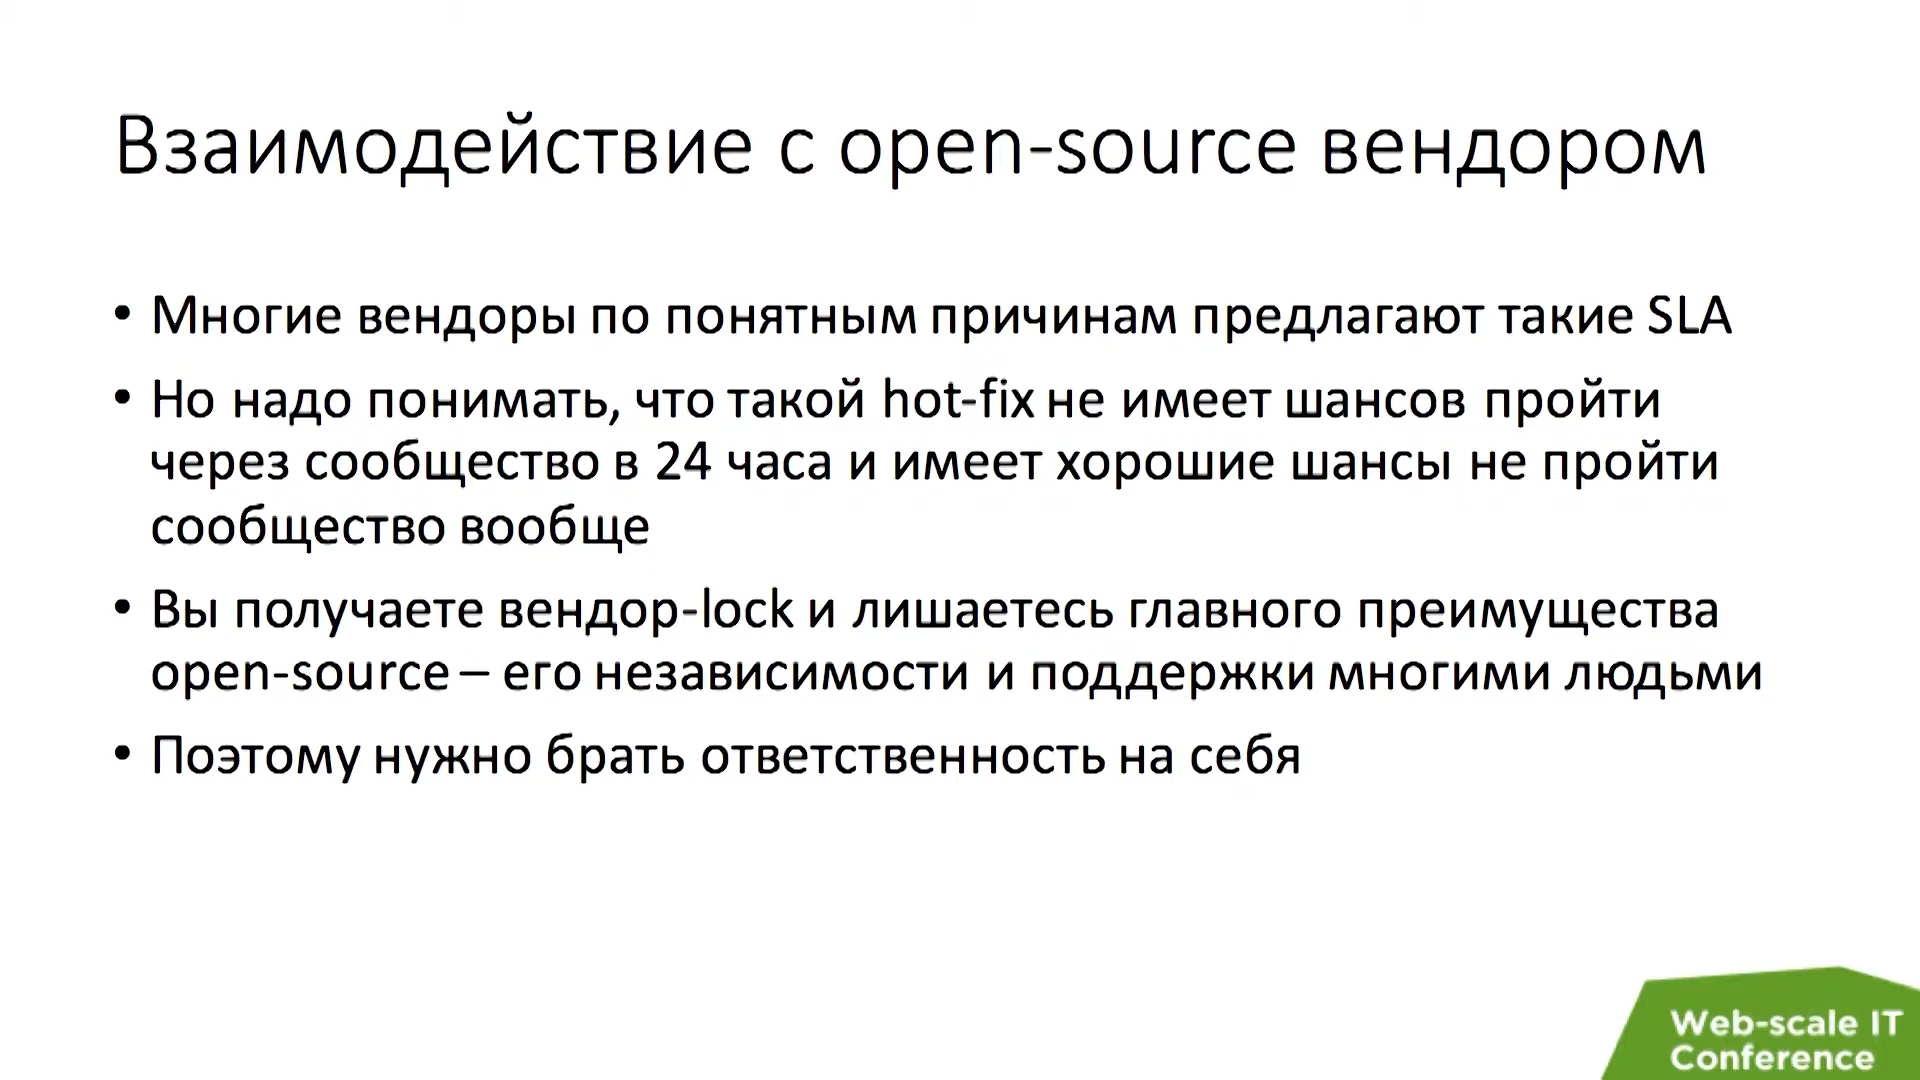 Взаимодействие с open-source вендором
• Многие вендоры по понятным причинам предлагают такие SLA
• Но надо понимать, что такой hot-fix не имеет шансов пройти
через сообщество в 24 часа и имеет хорошие шансы не пройти
сообщество вообще
• Вы получаете вендор-lock и лишаетесь главного преимущества
open-source – его независимости и поддержки многими людьми
• Поэтому нужно брать ответственность на себя
Web-scale IT
Conference